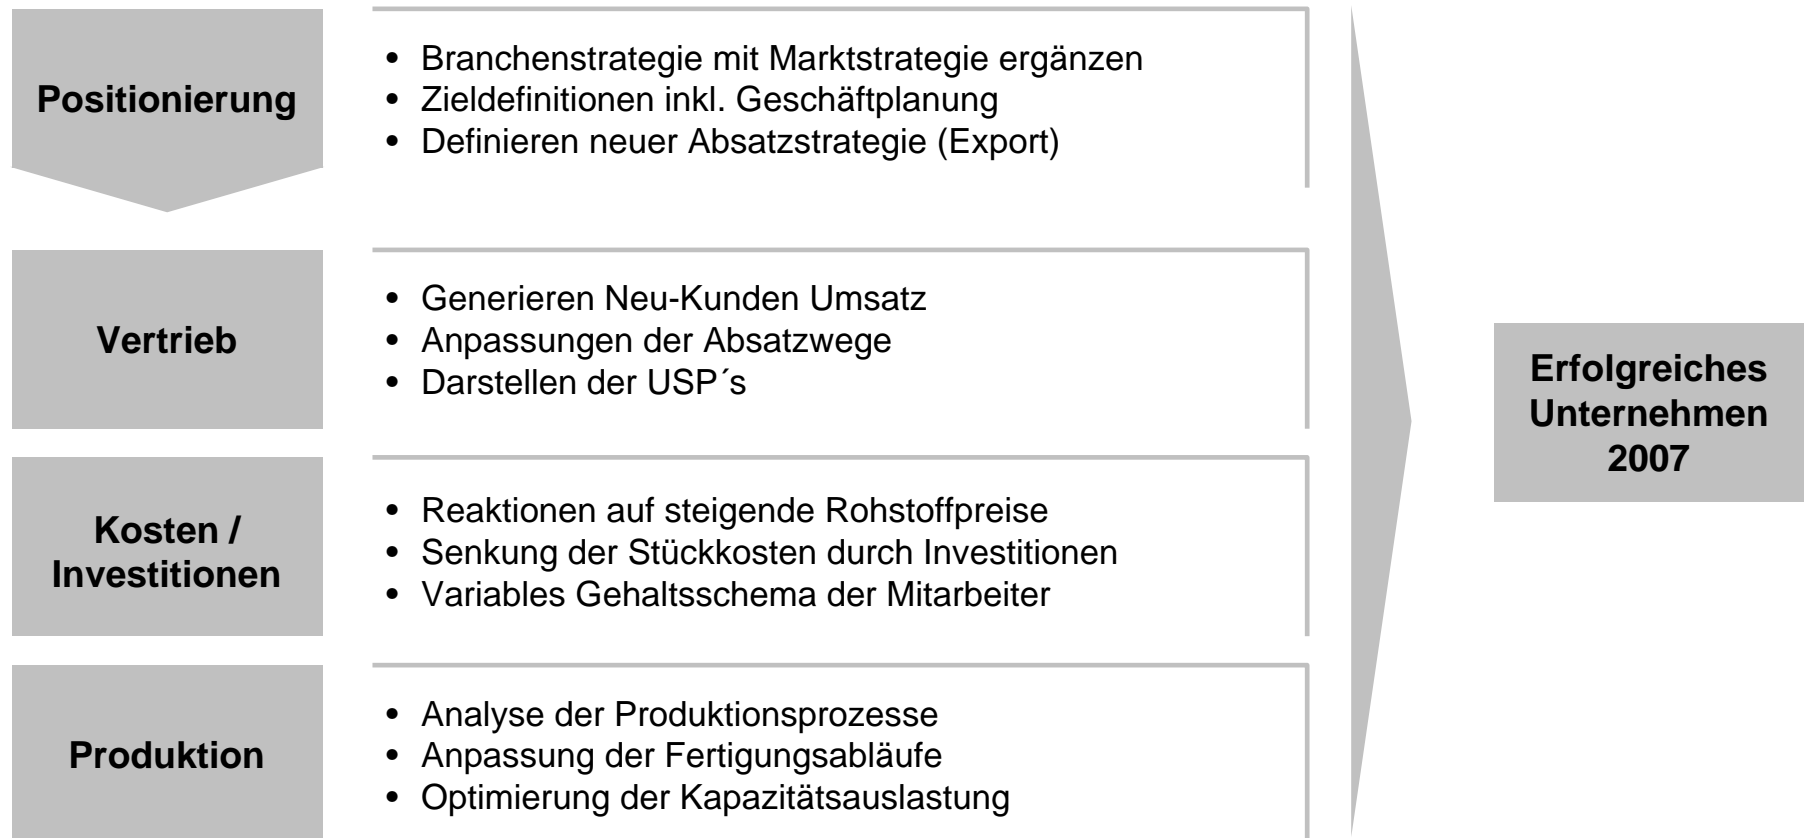 Positionierung
• Branchenstrategie mit Marktstrategie ergänzen
• Zieldefinitionen inkl. Geschäftplanung
• Definieren neuer Absatzstrategie (Export)
Vertrieb
• Generieren Neu-Kunden Umsatz
• Anpassungen der Absatzwege
• Darstellen der USP´s
Kosten /
Investitionen
• Reaktionen auf steigende Rohstoffpreise
• Senkung der Stückkosten durch Investitionen
• Variables Gehaltsschema der Mitarbeiter
Produktion
• Analyse der Produktionsprozesse
• Anpassung der Fertigungsabläufe
• Optimierung der Kapazitätsauslastung
Erfolgreiches
Unternehmen
2007